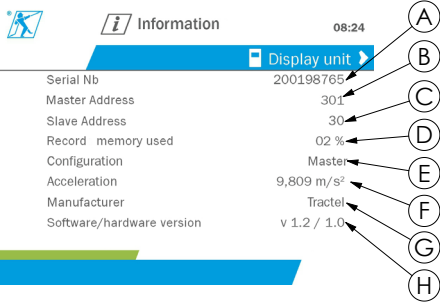 ® i Information 08:24
Display unit
Serial Nb 200198765
Master Address 301
Slave Address 30
Record memory used 02 %
Configuration Master
Acceleration 9,809 m/s²
Manufacturer Tractel
Software/hardware version v 1.2 / 1.0
A
B
C
D
E
F
G
H